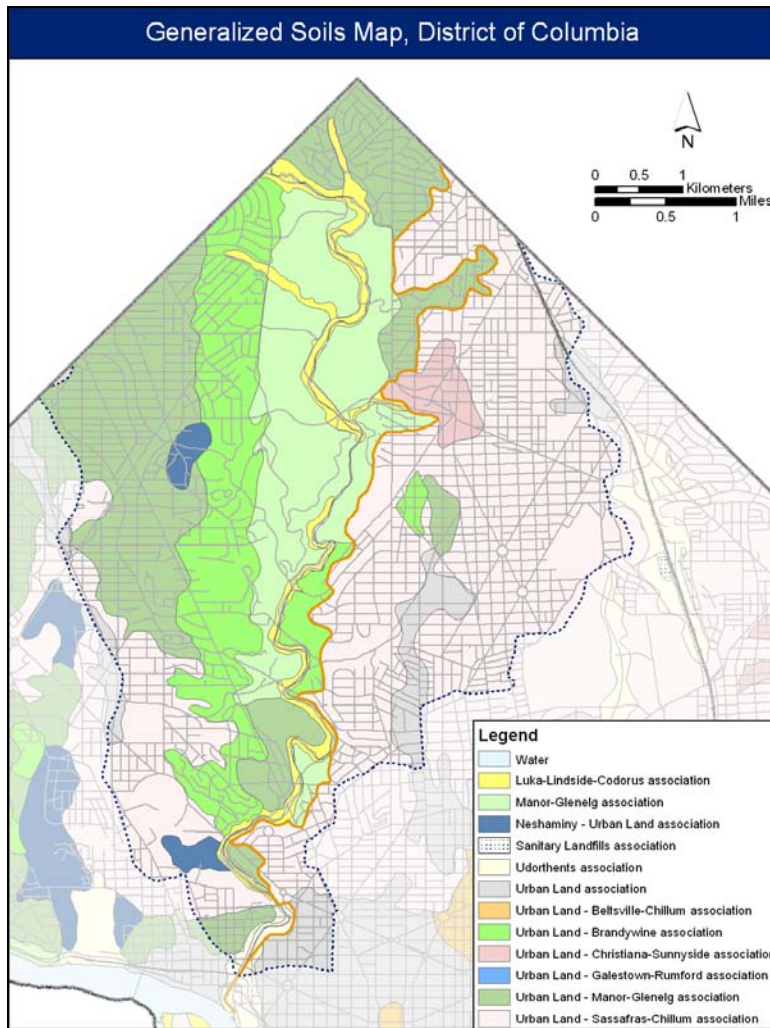 Generalized Soils Map, District of Columbia
N
0 0.5 1
Kilometers
Miles
0 0.5 1
Legend
Water
Luka-Lindside-Codorus association
Manor-Glenelg association
Neshaminy - Urban Land association
Sanitary Landfills association
Udorthents association
Urban Land association
Urban Land - Beltsville-Chillum association
Urban Land - Brandywine association
Urban Land - Christiana-Sunnyside association
Urban Land - Galestown-Rumford association
Urban Land - Manor-Glenelg association
Urban Land - Sassafras-Chillum association